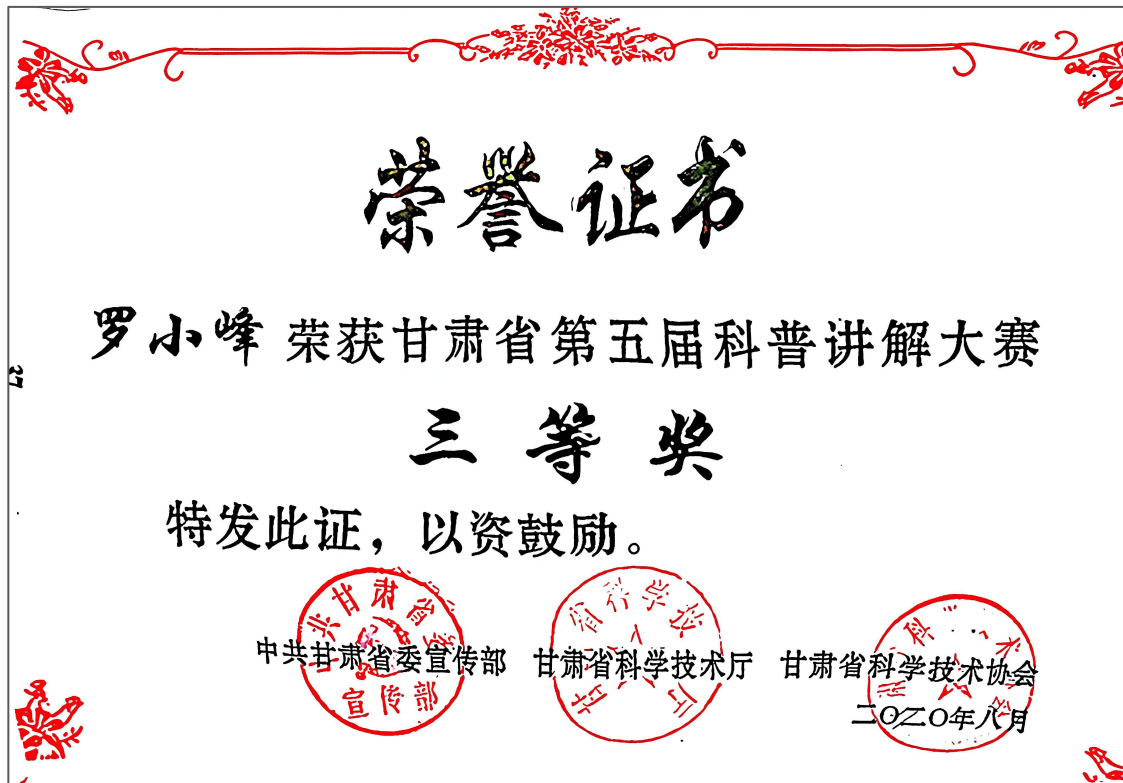 荣誉证书
罗小峰 荣获甘肃省第五届科普讲解大赛
三等奖
特发此证，以资鼓励。
中共甘肃省委宣传部 甘肃省科学技术厅 甘肃省科学技术协会
二〇二〇年八月